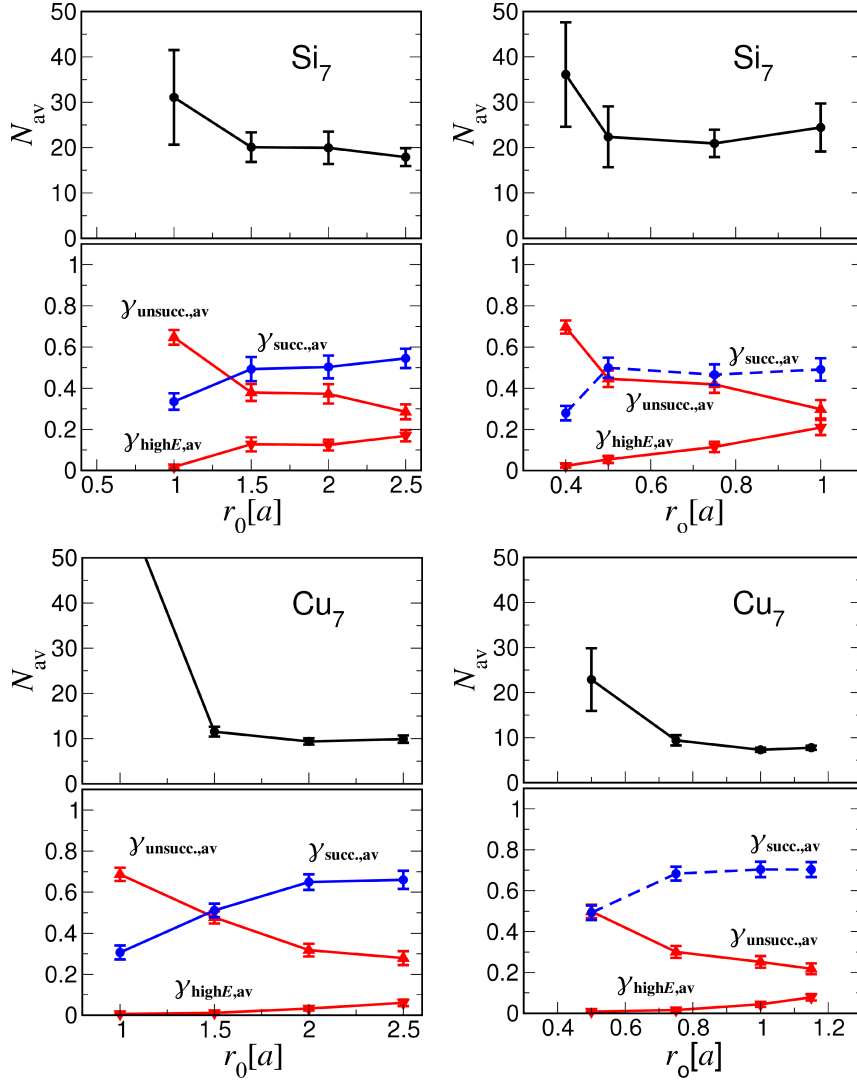 50
40
30
20
10
0
N_av
Si_7
1
0.8
0.6
0.4
0.2
0
γ_unsucc.,av
γ_succ.,av
γ_highE,av
0.5 1 1.5 2 2.5
r_0[a]
50
40
30
20
10
0
N_av
Si_7
1
0.8
0.6
0.4
0.2
0
γ_succ.,av
γ_unsucc.,av
γ_highE,av
0.4 0.6 0.8 1
r_o[a]
50
40
30
20
10
0
N_av
Cu_7
1
0.8
0.6
0.4
0.2
0
γ_unsucc.,av
γ_succ.,av
γ_highE,av
1 1.5 2 2.5
r_0[a]
50
40
30
20
10
0
N_av
Cu_7
1
0.8
0.6
0.4
0.2
0
γ_succ.,av
γ_unsucc.,av
γ_highE,av
0.4 0.6 0.8 1 1.2
r_o[a]